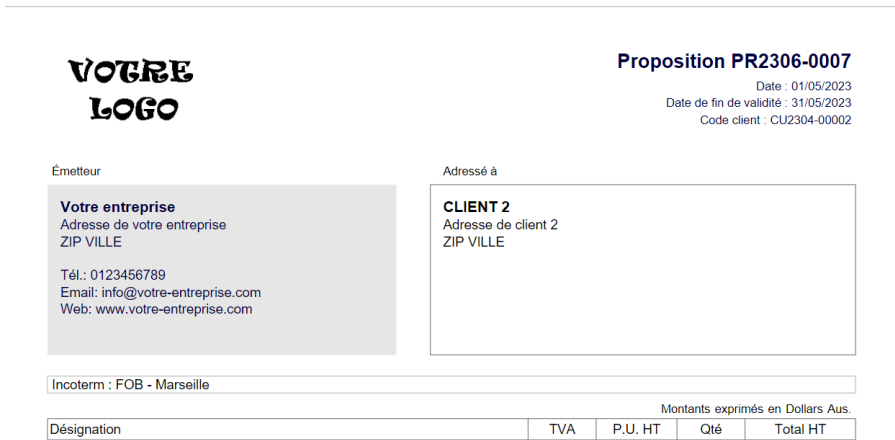 VOTRE
LOGO
Proposition PR2306-0007
Date : 01/05/2023
Date de fin de validité : 31/05/2023
Code client : CU2304-00002
Émetteur
Votre entreprise
Adresse de votre entreprise
ZIP VILLE
Tél.: 0123456789
Email: info@votre-entreprise.com
Web: www.votre-entreprise.com
Adressé à
CLIENT 2
Adresse de client 2
ZIP VILLE
Incoterm : FOB - Marseille
Montants exprimés en Dollars Aus.
Désignation TVA P.U. HT Qté Total HT